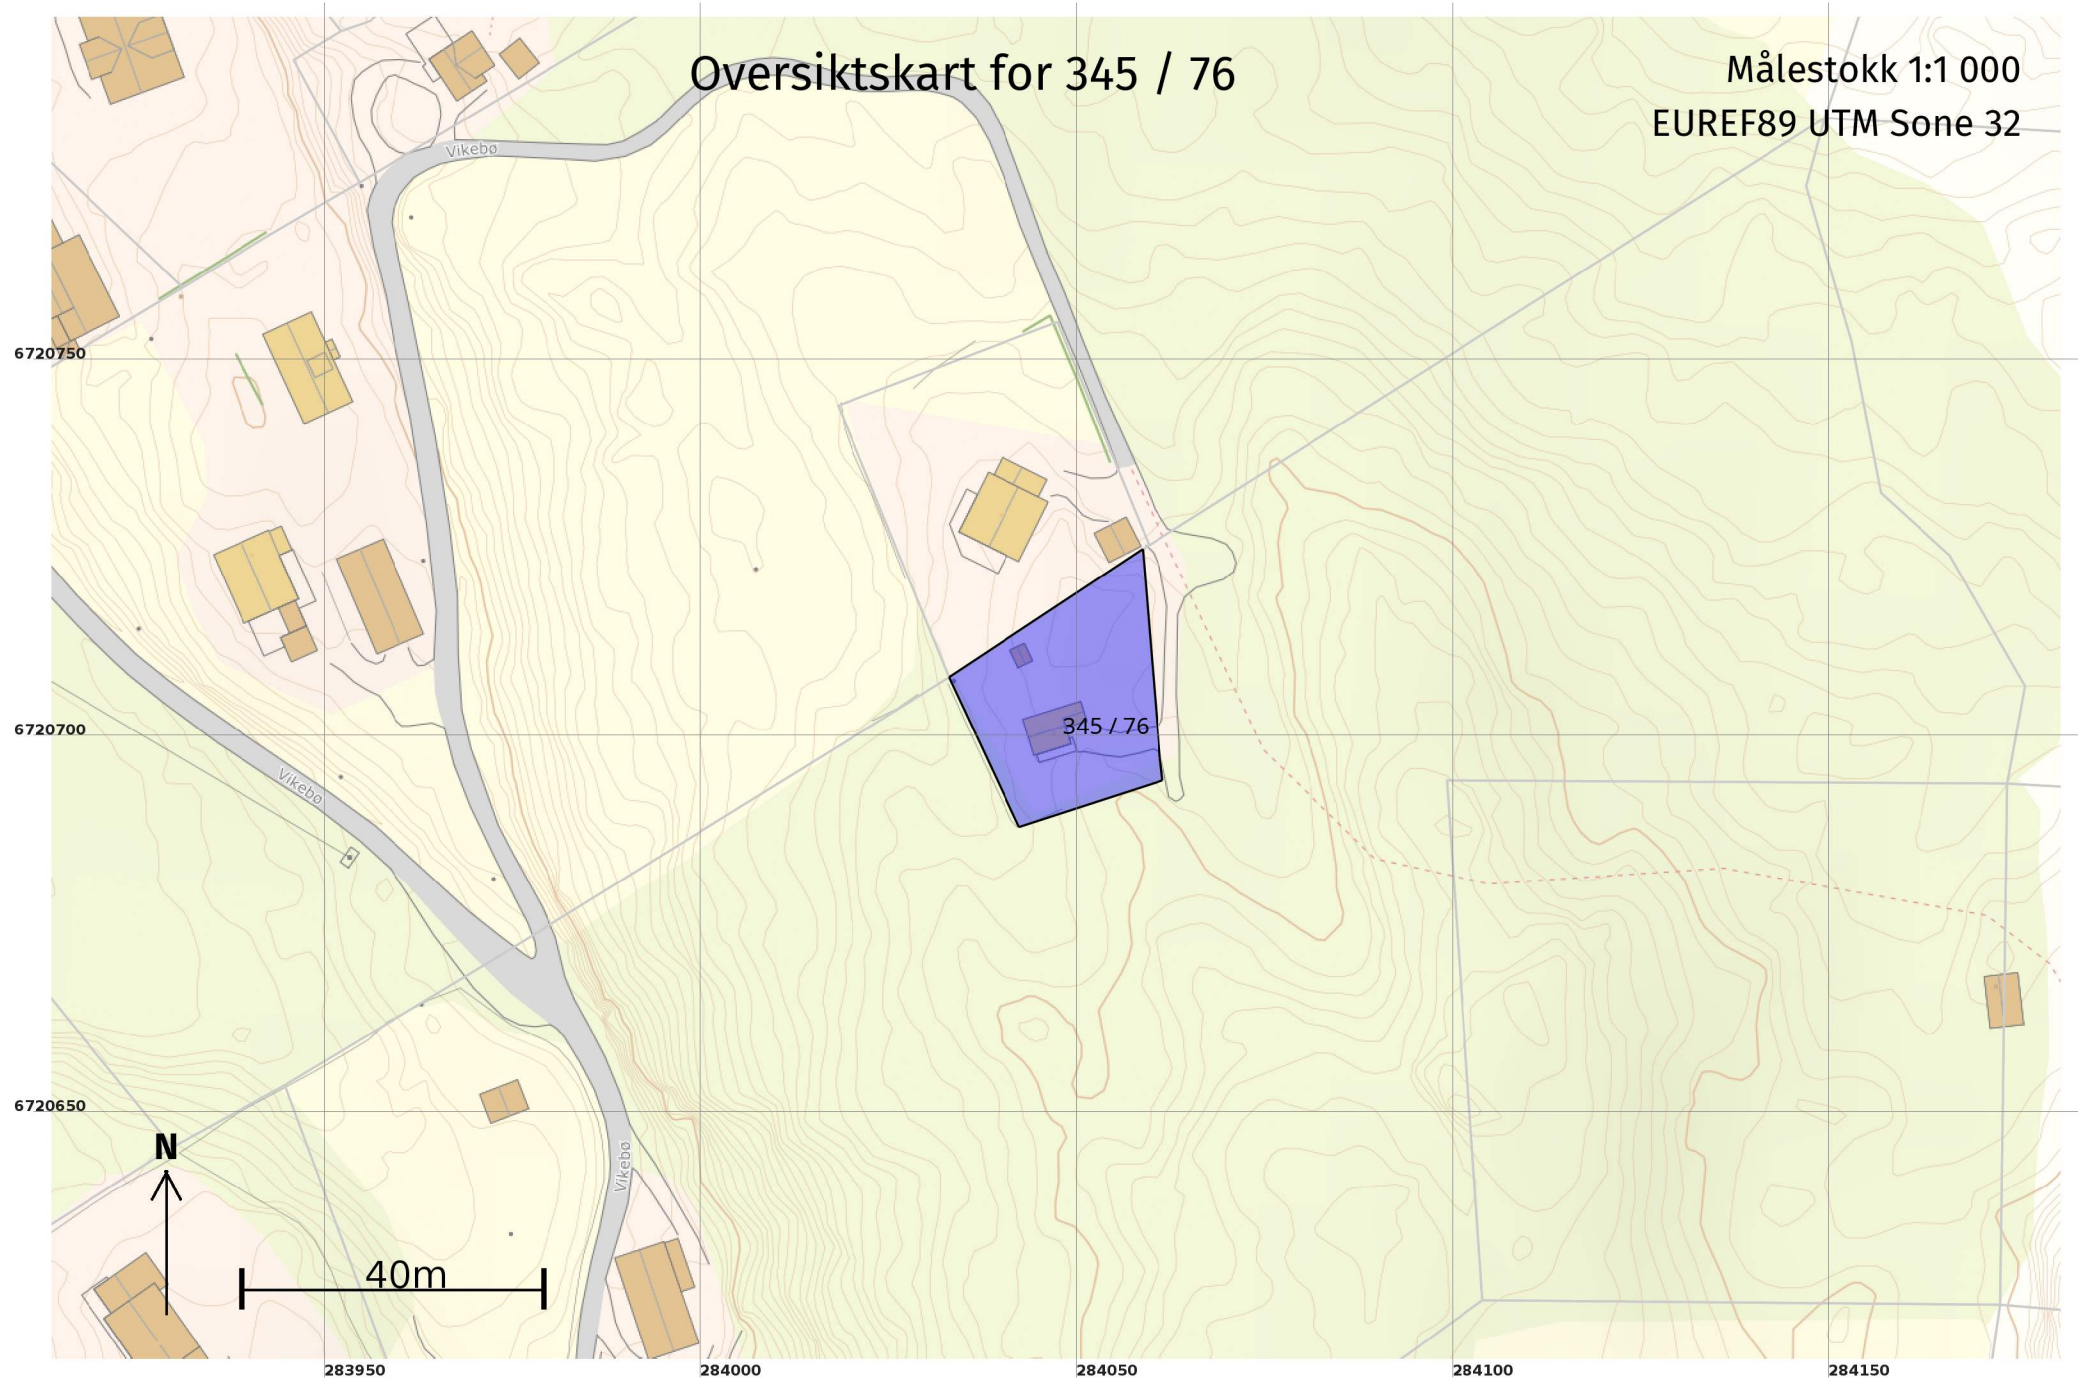 Oversiktskart for 345 / 76
Målestokk 1:1 000
EUREF89 UTM Sone 32
Vikebø
6720750
345 / 76
6720700
Vikebø
6720650
N
Vikebø
40m
283950
284000
284050
284100
284150